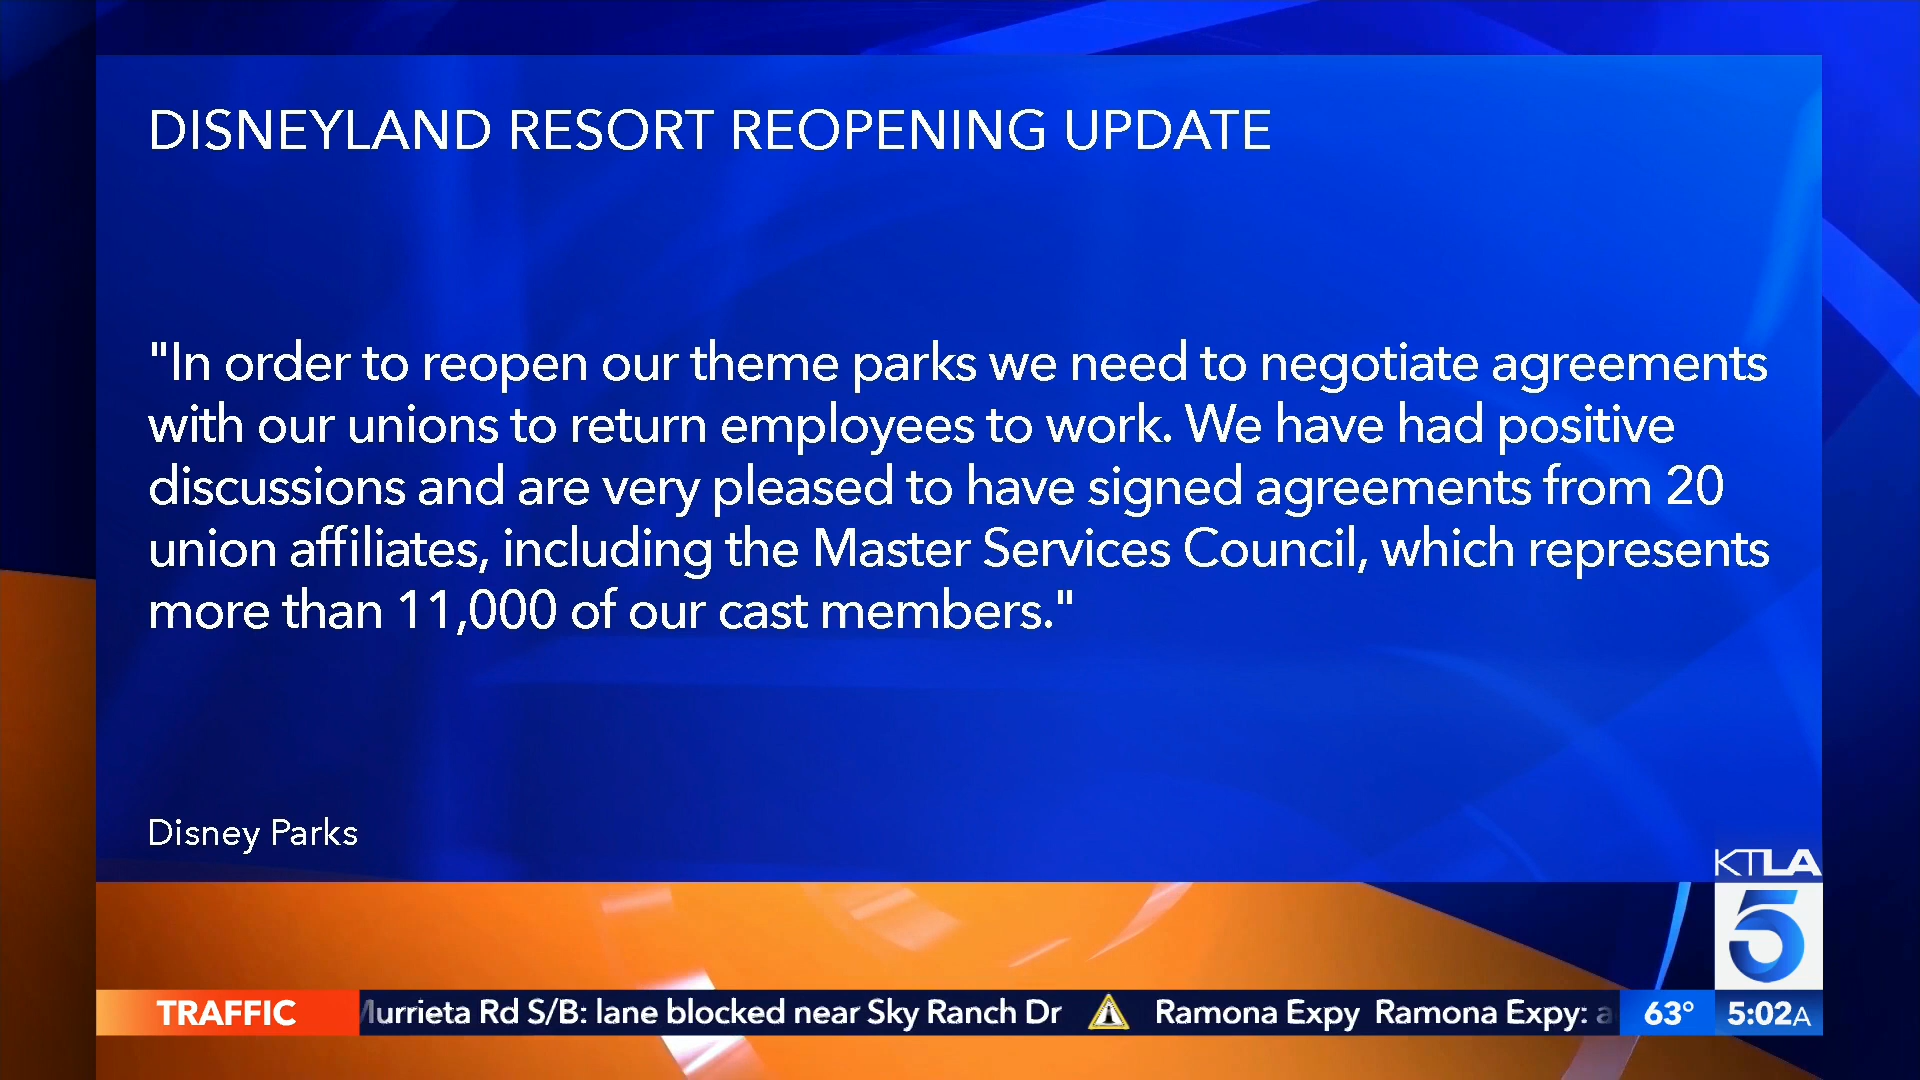 DISNEYLAND RESORT REOPENING UPDATE
"In order to reopen our theme parks we need to negotiate agreements
with our unions to return employees to work. We have had positive
discussions and are very pleased to have signed agreements from 20
union affiliates, including the Master Services Council, which represents
more than 11,000 of our cast members."
Disney Parks
KTLA
5
TRAFFIC
Murrieta Rd S/B: lane blocked near Sky Ranch Dr Ramona Expy Ramona Expy:
63° 5:02A